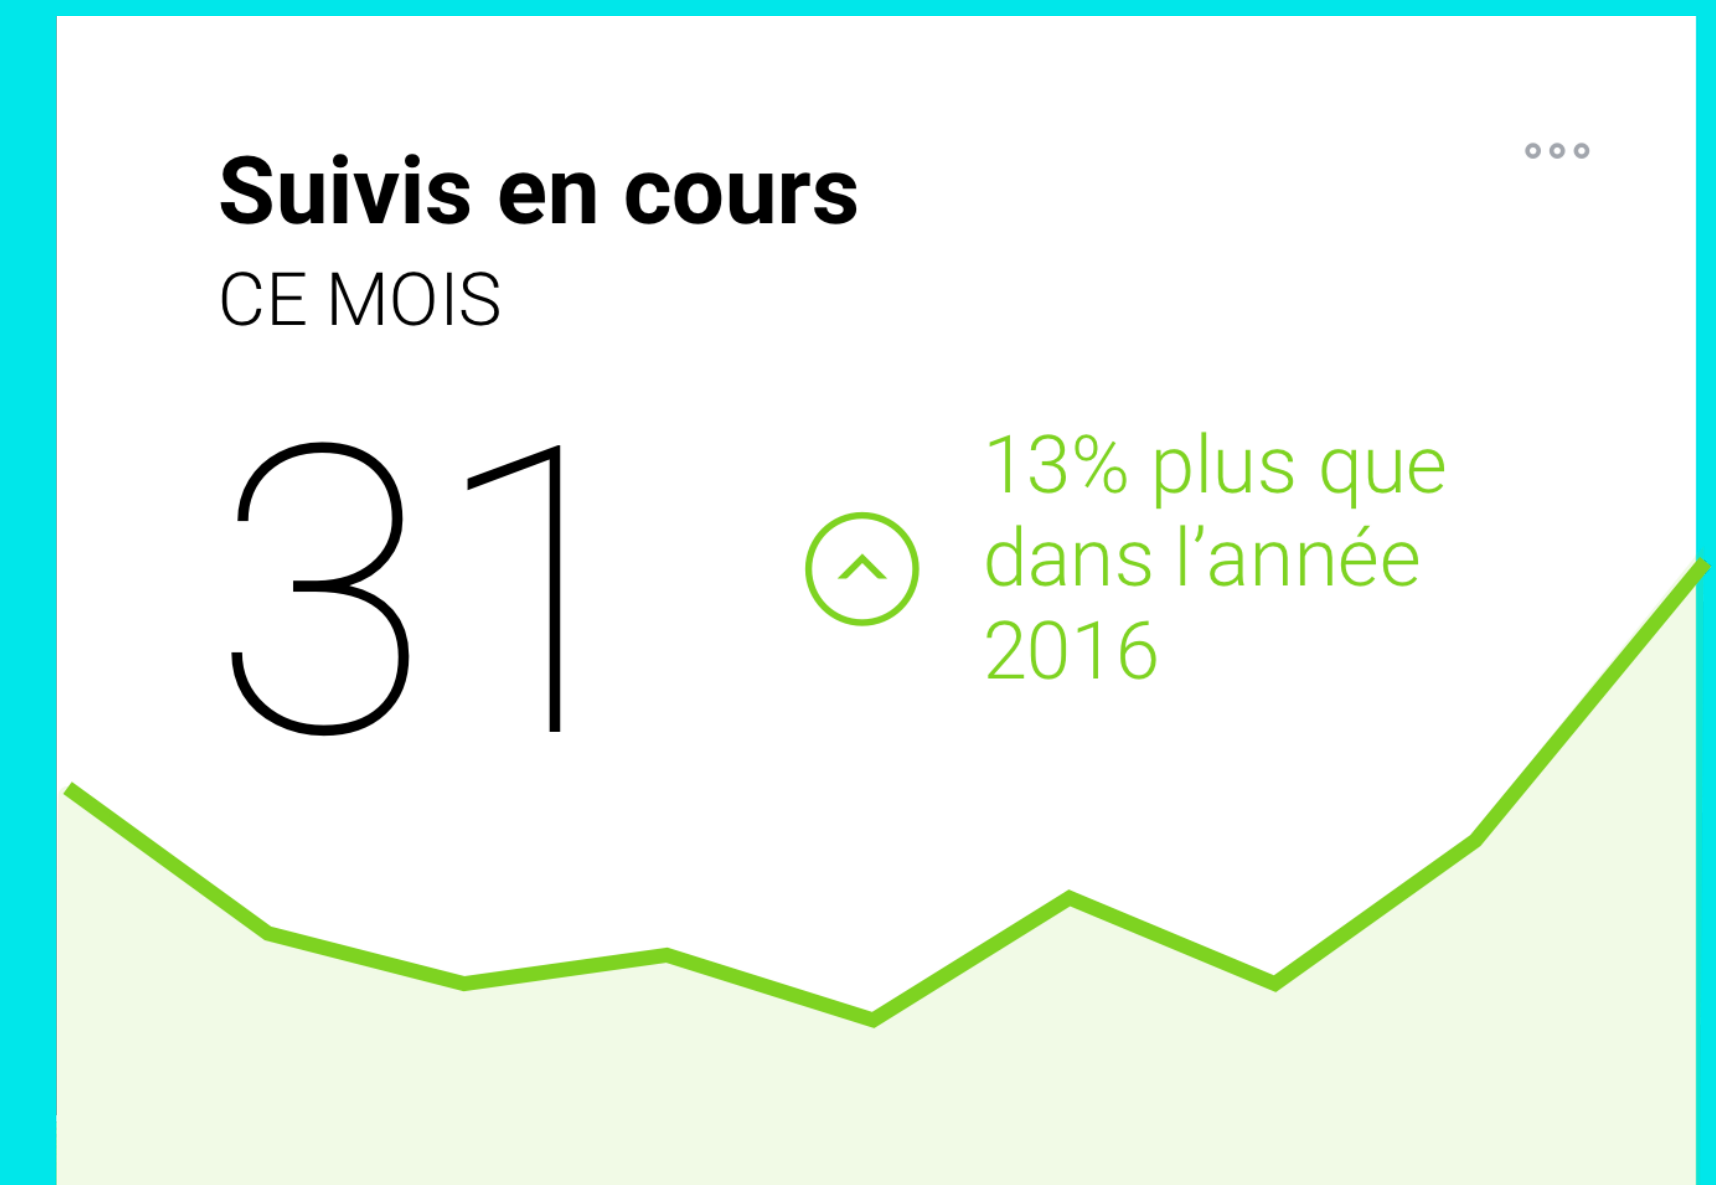 Suivis en cours
CE MOIS
31
13% plus que
dans l’année
2016